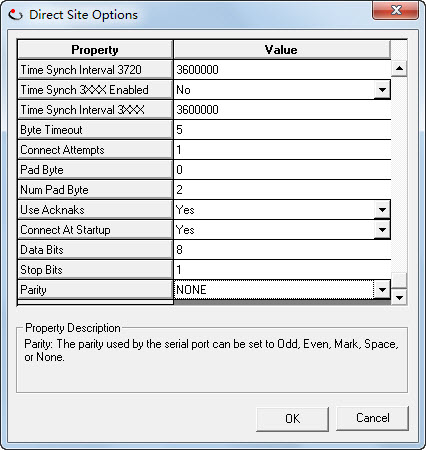 Direct Site Options
Property Value
Time Synch Interval 3720 3600000
Time Synch 3XXX Enabled No
Time Synch Interval 3XXX 3600000
Byte Timeout 5
Connect Attempts 1
Pad Byte 0
Num Pad Byte 2
Use Acknaks Yes
Connect At Startup Yes
Data Bits 8
Stop Bits 1
Parity NONE
Property Description
Parity: The parity used by the serial port can be set to Odd, Even, Mark, Space,
or None.
OK Cancel